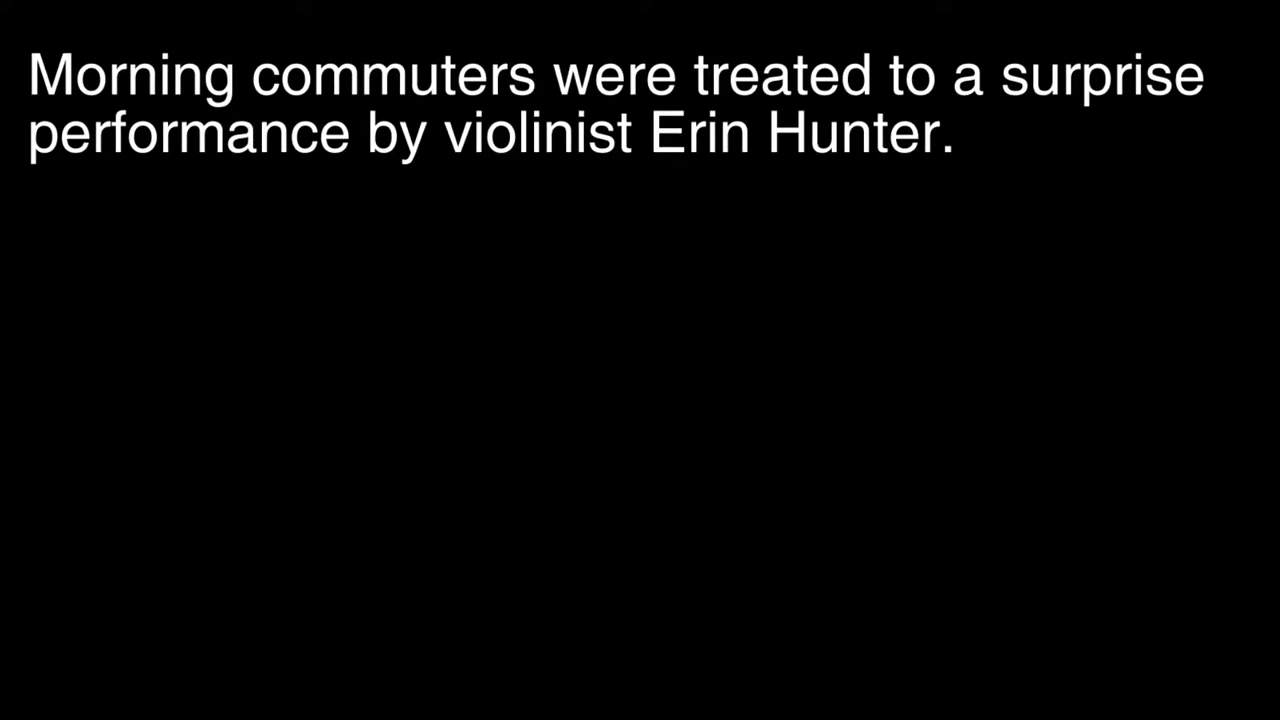 Morning commuters were treated to a surprise
performance by violinist Erin Hunter.